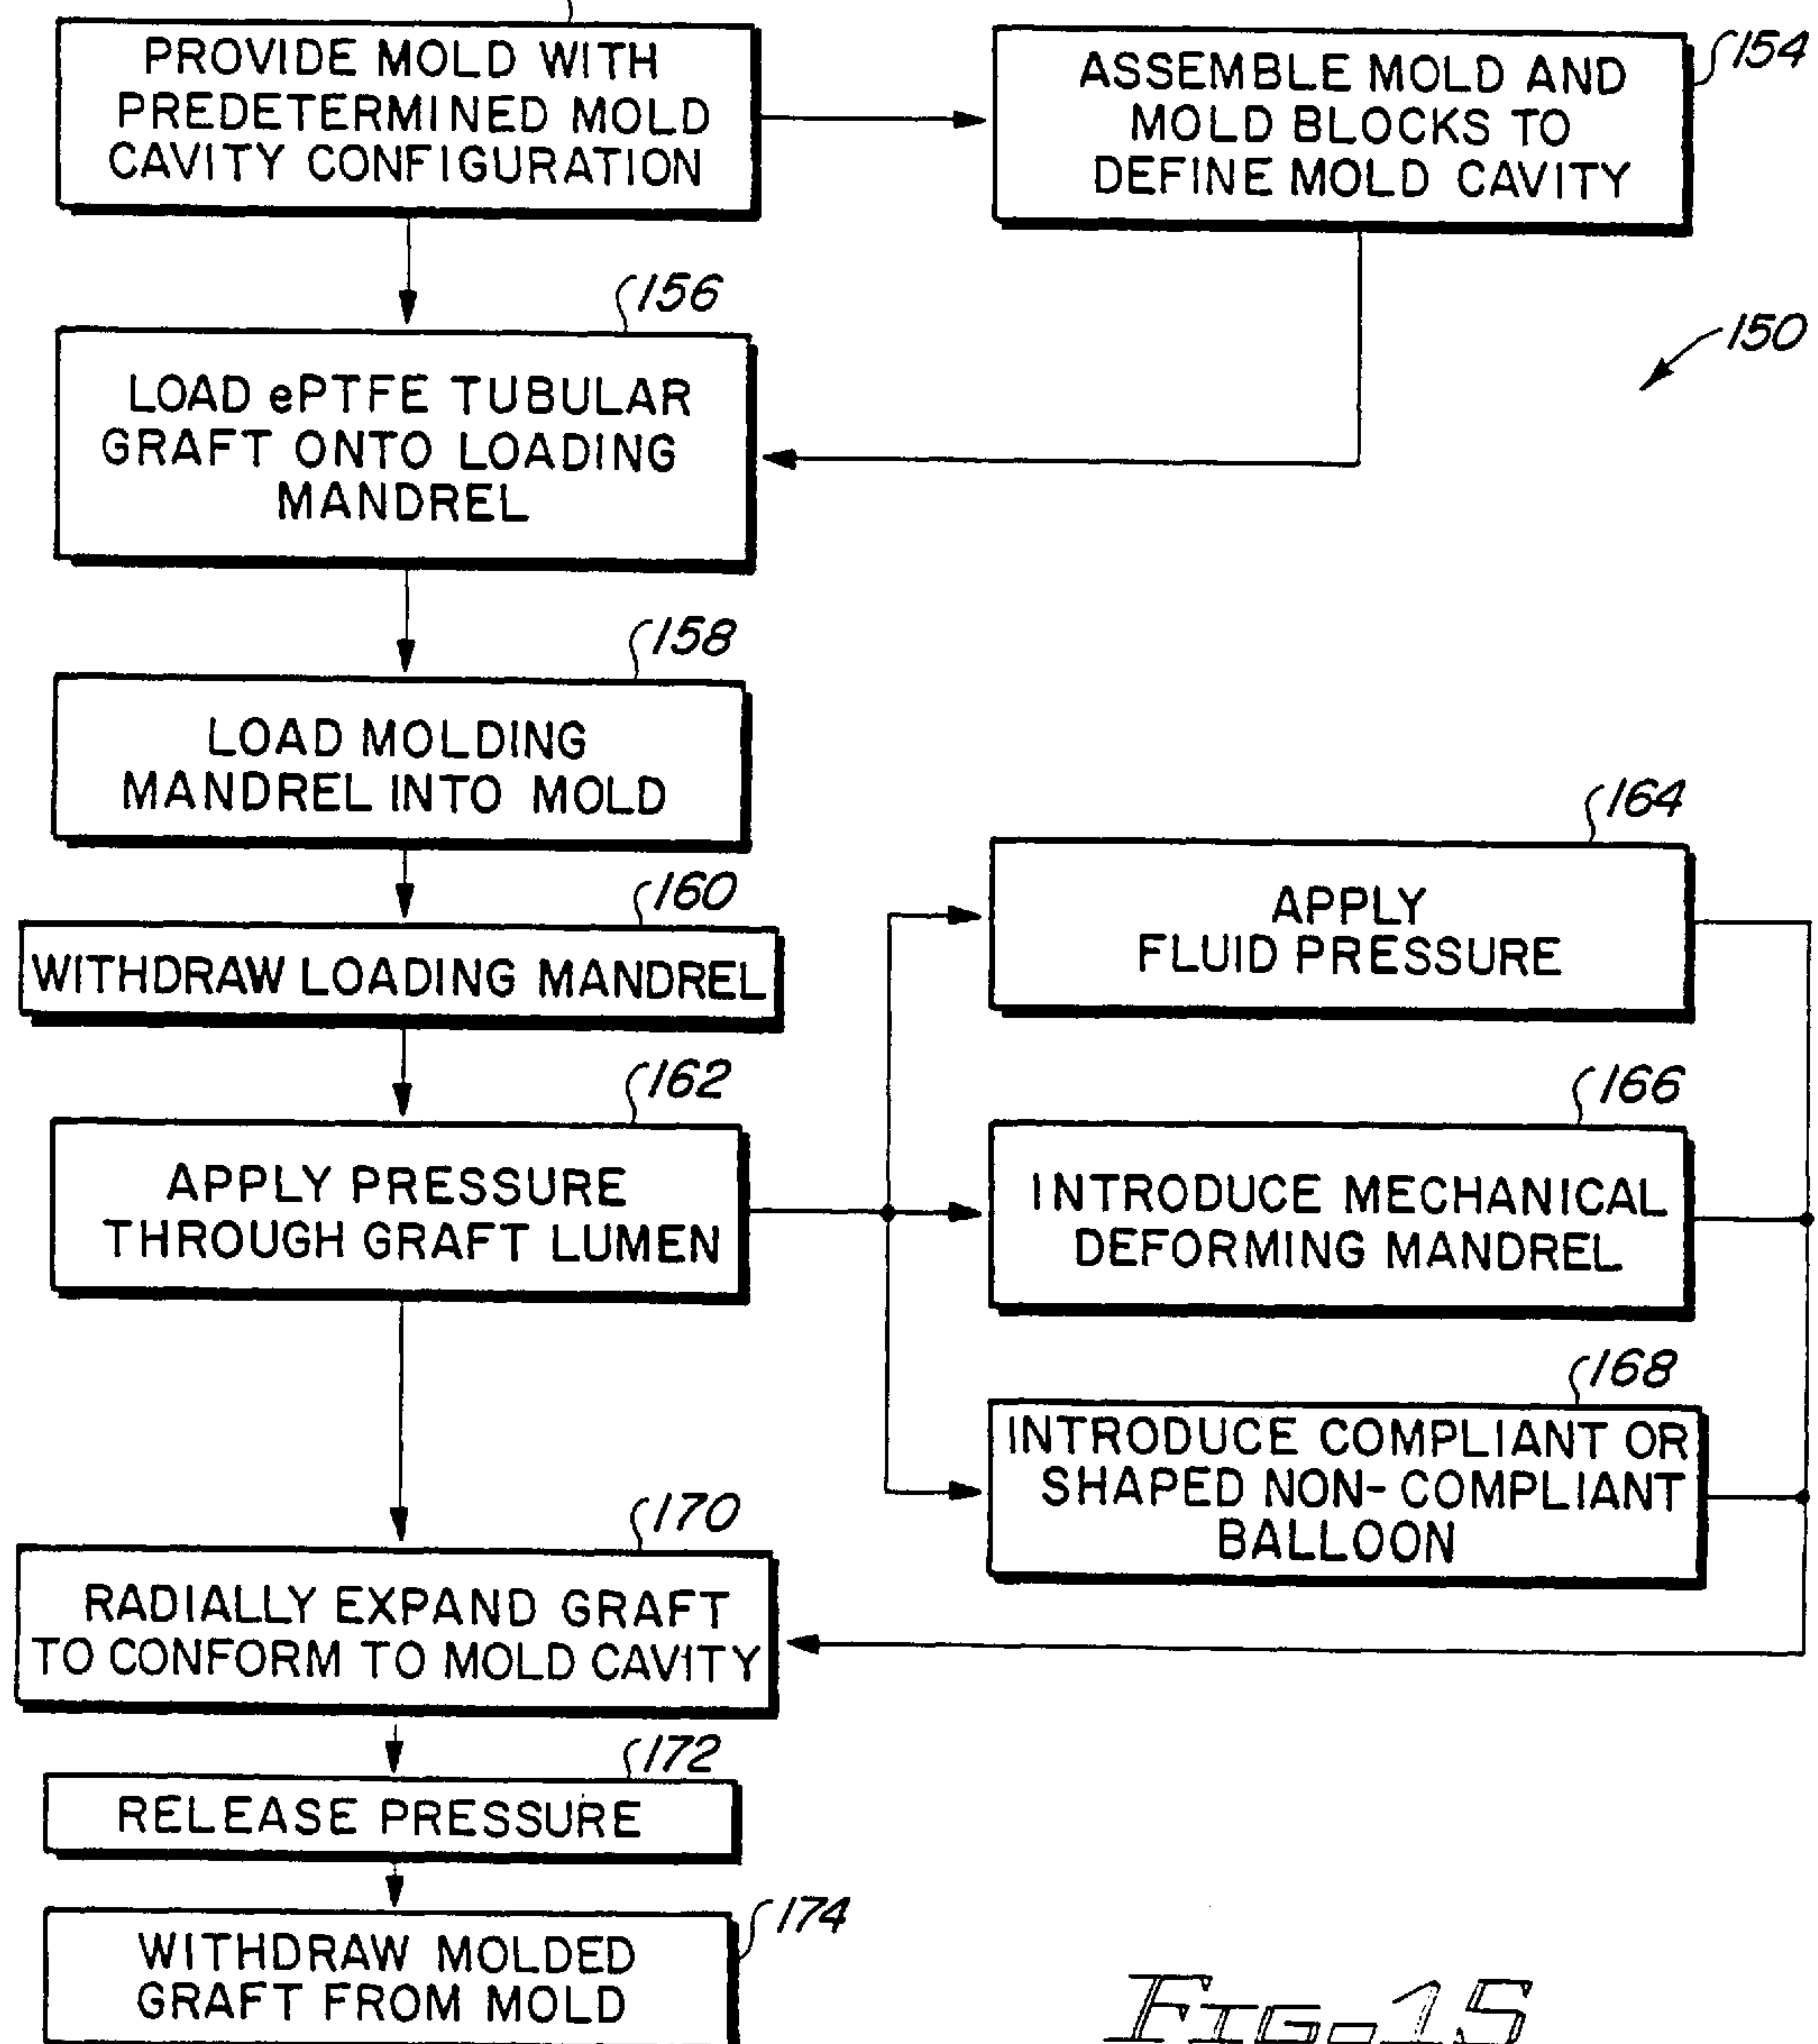 PROVIDE MOLD WITH
PREDETERMINED MOLD
CAVITY CONFIGURATION
154
ASSEMBLE MOLD AND
MOLD BLOCKS TO
DEFINE MOLD CAVITY
150
156
LOAD ePTFE TUBULAR
GRAFT ONTO LOADING
MANDREL
158
LOAD MOLDING
MANDREL INTO MOLD
160
WITHDRAW LOADING MANDREL
162
APPLY PRESSURE
THROUGH GRAFT LUMEN
164
APPLY
FLUID PRESSURE
166
INTRODUCE MECHANICAL
DEFORMING MANDREL
168
INTRODUCE COMPLIANT OR
SHAPED NON-COMPLIANT
BALLOON
170
RADIALLY EXPAND GRAFT
TO CONFORM TO MOLD CAVITY
172
RELEASE PRESSURE
174
WITHDRAW MOLDED
GRAFT FROM MOLD
FIG-15